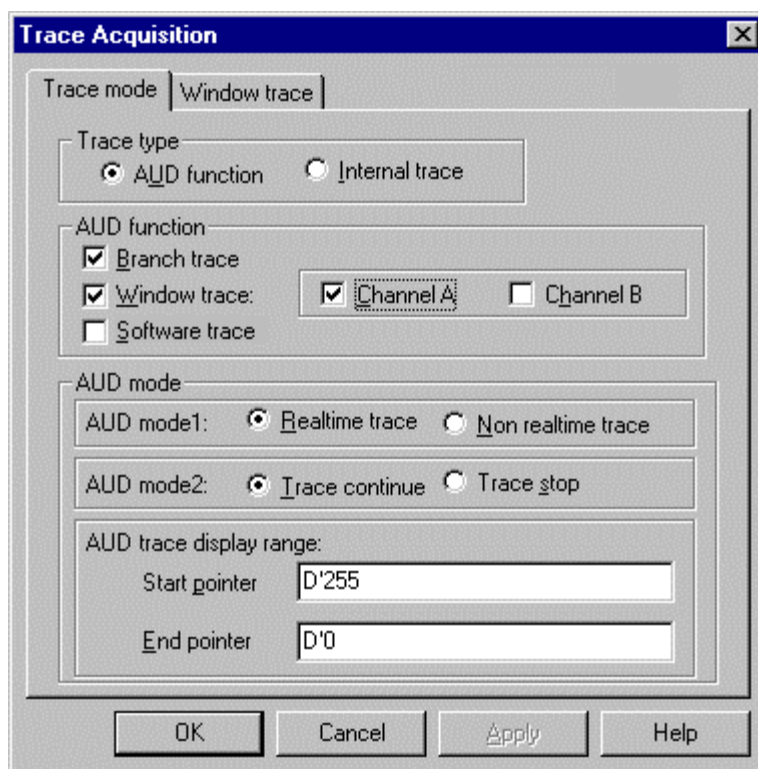 Trace Acquisition
Trace mode Window trace
Trace type
AUD function Internal trace
AUD function
Branch trace
Window trace: Channel A Channel B
Software trace
AUD mode
AUD mode1: Realtime trace Non realtime trace
AUD mode2: Trace continue Trace stop
AUD trace display range:
Start pointer D'255
End pointer D'0
OK Cancel Apply Help